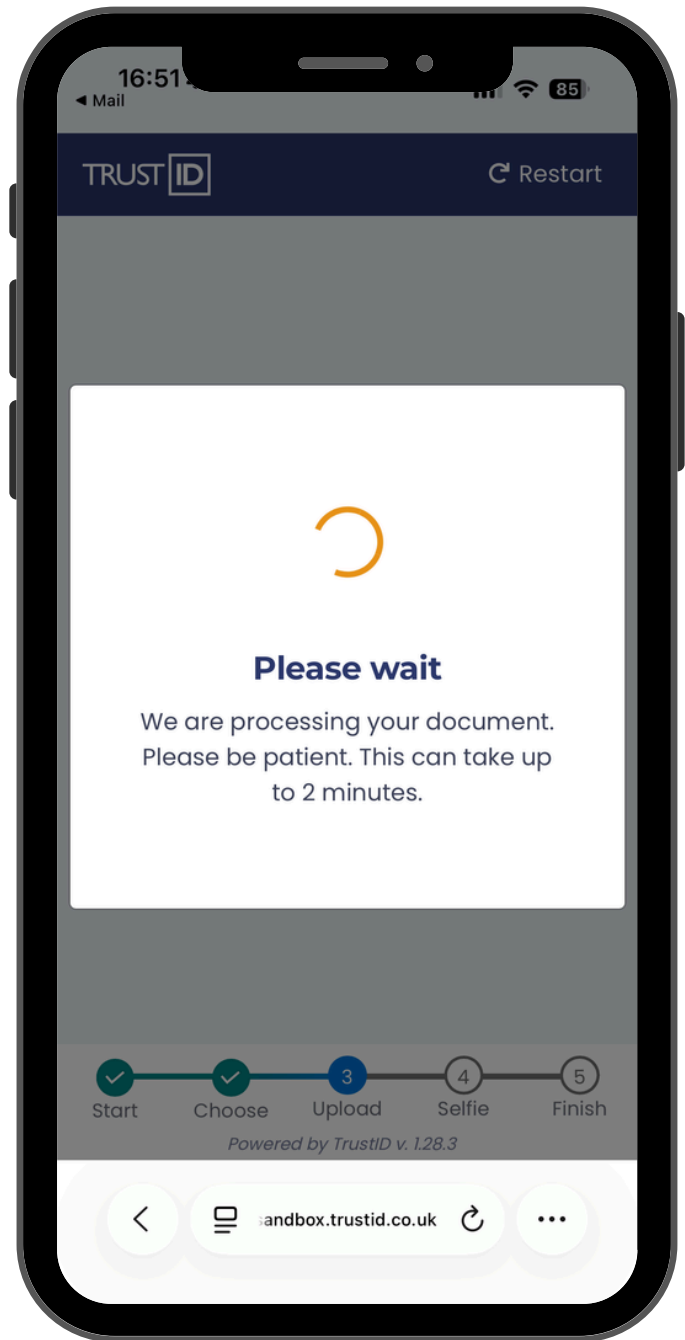 16:51
◀ Mail
85
TRUST ID
Restart
Please wait
We are processing your document.
Please be patient. This can take up
to 2 minutes.
3
4
5
Start
Choose
Upload
Selfie
Finish
Powered by TrustID v. 1.28.3
andbox.trustid.co.uk